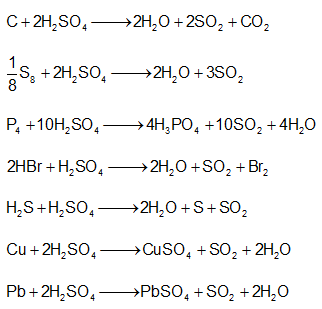 C + 2H₂SO₄ ⟶ 2H₂O + 2SO₂ + CO₂
1/8 S₈ + 2H₂SO₄ ⟶ 2H₂O + 3SO₂
P₄ + 10H₂SO₄ ⟶ 4H₃PO₄ + 10SO₂ + 4H₂O
2HBr + H₂SO₄ ⟶ 2H₂O + SO₂ + Br₂
H₂S + H₂SO₄ ⟶ 2H₂O + S + SO₂
Cu + 2H₂SO₄ ⟶ CuSO₄ + SO₂ + 2H₂O
Pb + 2H₂SO₄ ⟶ PbSO₄ + SO₂ + 2H₂O